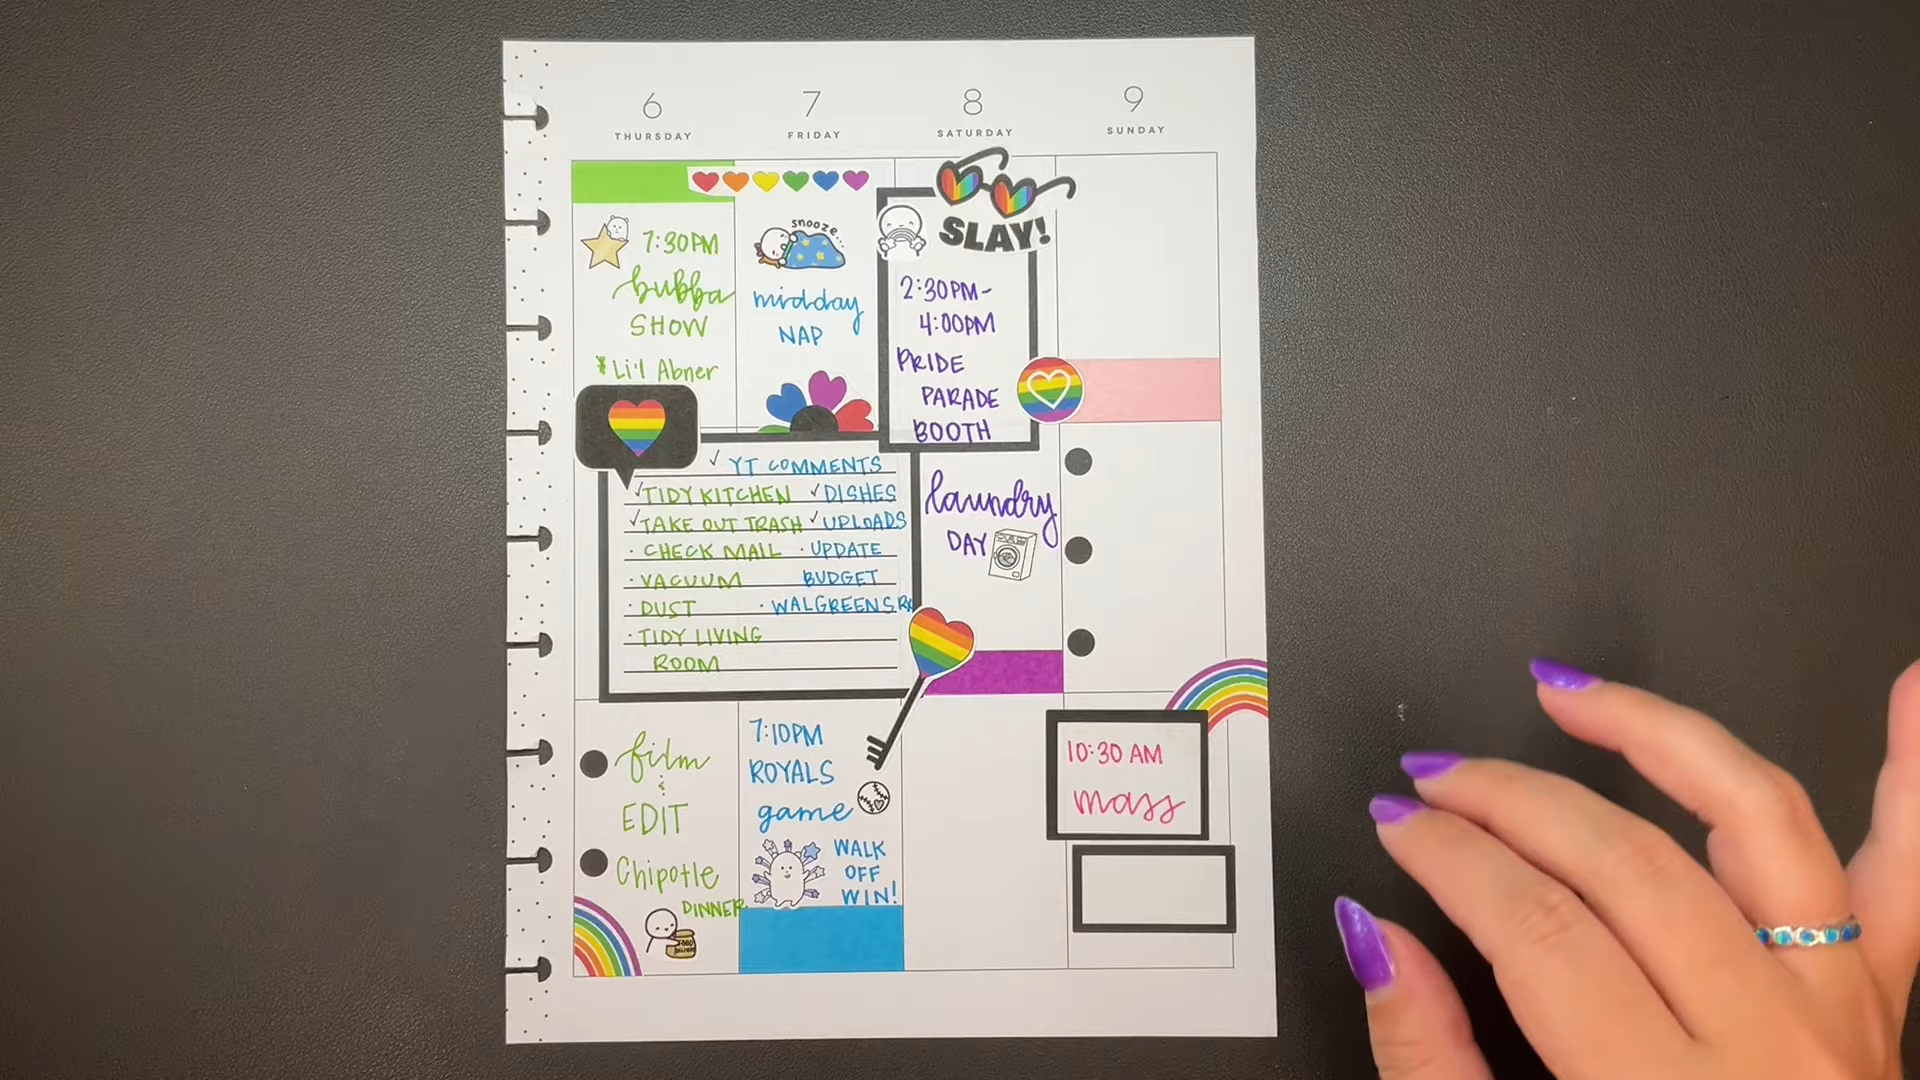 6
THURSDAY
7
FRIDAY
8
SATURDAY
9
SUNDAY
7:30PM
bubba
SHOW
*Li'l Abner
snooze...
midday
NAP
SLAY!
2:30PM-
4:00PM
PRIDE
PARADE
BOOTH
✓ YT COMMENTS
✓TIDY KITCHEN ✓DISHES
✓TAKE OUT TRASH ✓UPLOADS
· CHECK MAIL · UPDATE
· VACUUM BUDGET
· DUST · WALGREENS RX
· TIDY LIVING
ROOM
laundry
DAY
film
&
EDIT
Chipotle
DINNER
7:10PM
ROYALS
game
WALK
OFF
WIN!
10:30 AM
mass